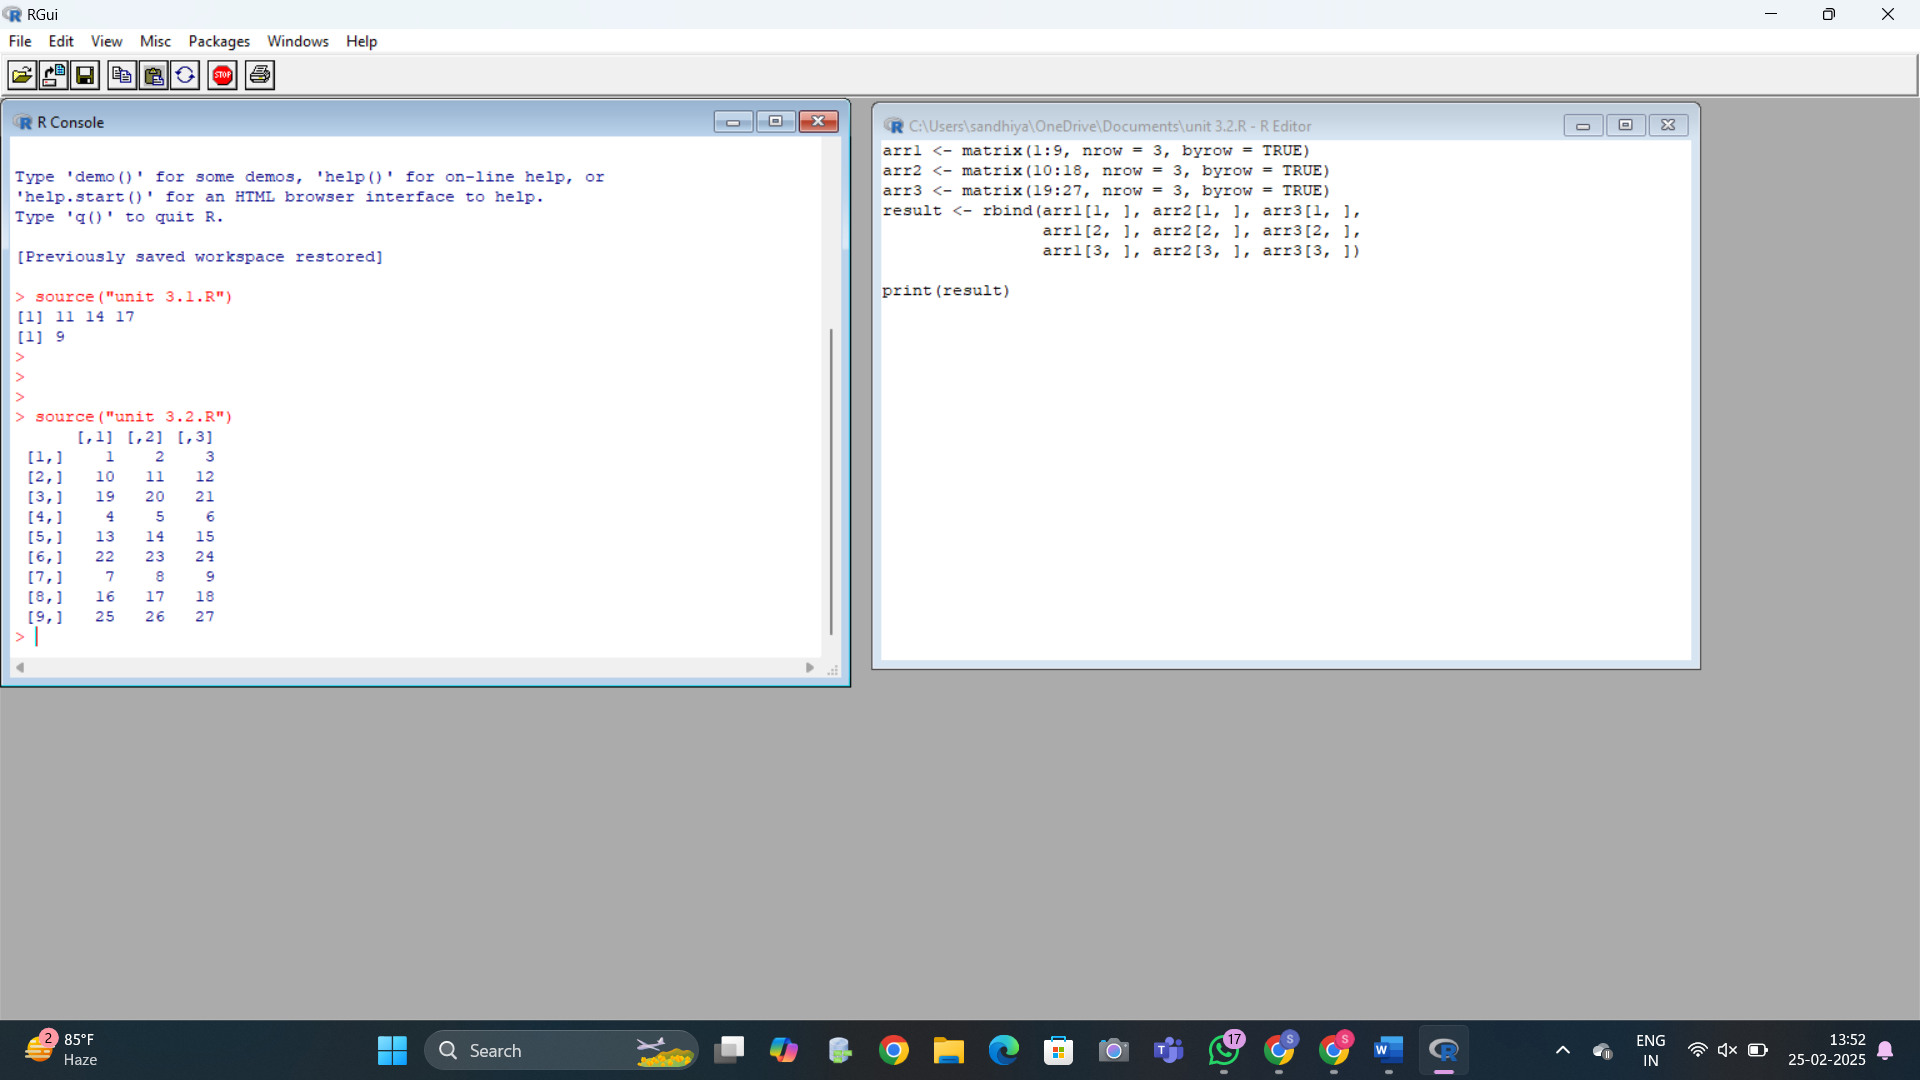 RGui
File Edit View Misc Packages Windows Help
STOP
R Console
Type 'demo()' for some demos, 'help()' for on-line help, or
'help.start()' for an HTML browser interface to help.
Type 'q()' to quit R.
[Previously saved workspace restored]
> source("unit 3.1.R")
[1] 11 14 17
[1] 9
>
>
>
> source("unit 3.2.R")
[,1] [,2] [,3]
[1,] 1 2 3
[2,] 10 11 12
[3,] 19 20 21
[4,] 4 5 6
[5,] 13 14 15
[6,] 22 23 24
[7,] 7 8 9
[8,] 16 17 18
[9,] 25 26 27
>
C:\Users\sandhiya\OneDrive\Documents\unit 3.2.R - R Editor
arr1 <- matrix(1:9, nrow = 3, byrow = TRUE)
arr2 <- matrix(10:18, nrow = 3, byrow = TRUE)
arr3 <- matrix(19:27, nrow = 3, byrow = TRUE)
result <- rbind(arr1[1, ], arr2[1, ], arr3[1, ],
arr1[2, ], arr2[2, ], arr3[2, ],
arr1[3, ], arr2[3, ], arr3[3, ])
print(result)
2
85°F
Haze
Search
17
S
S
ENG
IN
13:52
25-02-2025